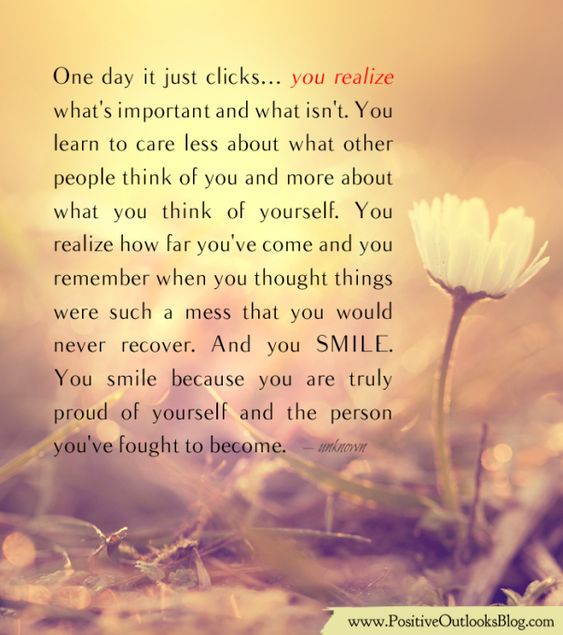 One day it just clicks... you realize
what's important and what isn't. You
learn to care less about what other
people think of you and more about
what you think of yourself. You
realize how far you've come and you
remember when you thought things
were such a mess that you would
never recover. And you SMILE.
You smile because you are truly
proud of yourself and the person
you've fought to become. — unknown
www.PositiveOutlooksBlog.com